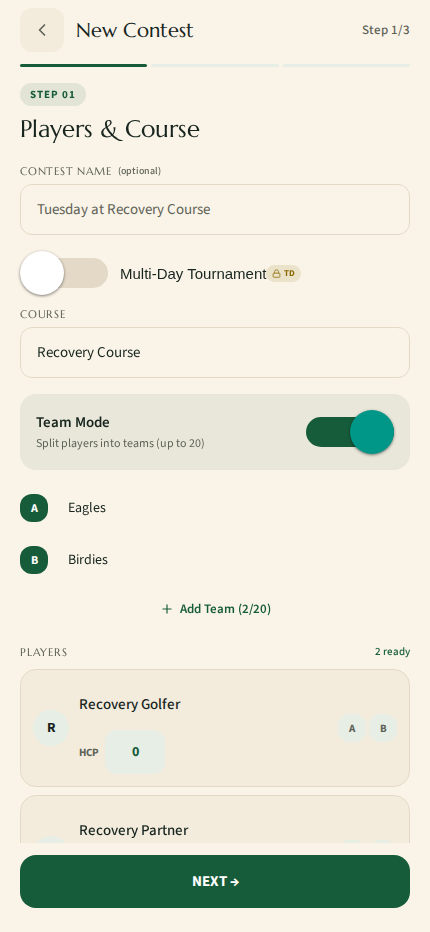 New Contest
Step 1/3
STEP 01
Players & Course
CONTEST NAME (optional)
Tuesday at Recovery Course
Multi-Day Tournament TD
COURSE
Recovery Course
Team Mode
Split players into teams (up to 20)
A Eagles
B Birdies
+ Add Team (2/20)
PLAYERS
2 ready
Recovery Golfer
R
A B
HCP 0
Recovery Partner
NEXT →